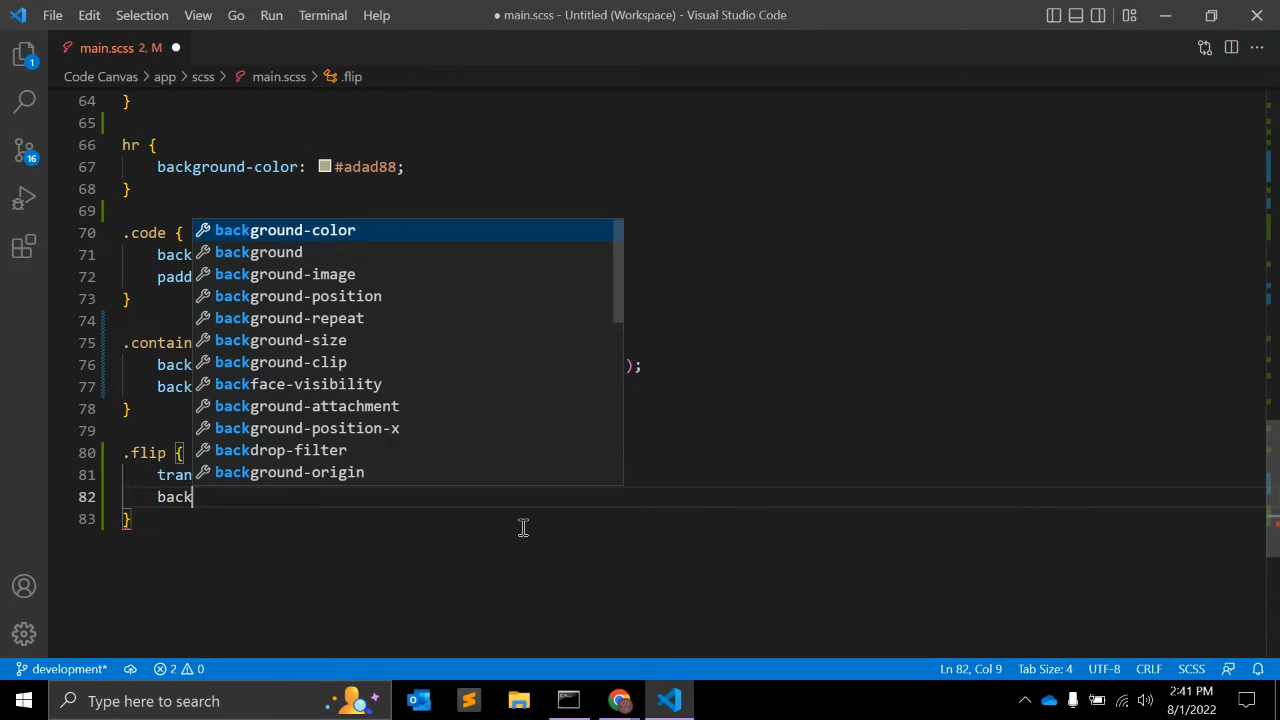 File Edit Selection View Go Run Terminal Help
● main.scss - Untitled (Workspace) - Visual Studio Code
main.scss 2, M ●
Code Canvas > app > scss > main.scss > .flip
64 }
65
66 hr {
67 background-color: #adad88;
68 }
69
70 .code {
71 back
72 padd
73 }
74
75 .contain
76 back );
77 back
78 }
79
80 .flip {
81 tran
82 back
83 }
background-color
background
background-image
background-position
background-repeat
background-size
background-clip
backface-visibility
background-attachment
background-position-x
backdrop-filter
background-origin
1
16
development* 2 0 Ln 82, Col 9 Tab Size: 4 UTF-8 CRLF SCSS
Type here to search
2:41 PM
8/1/2022